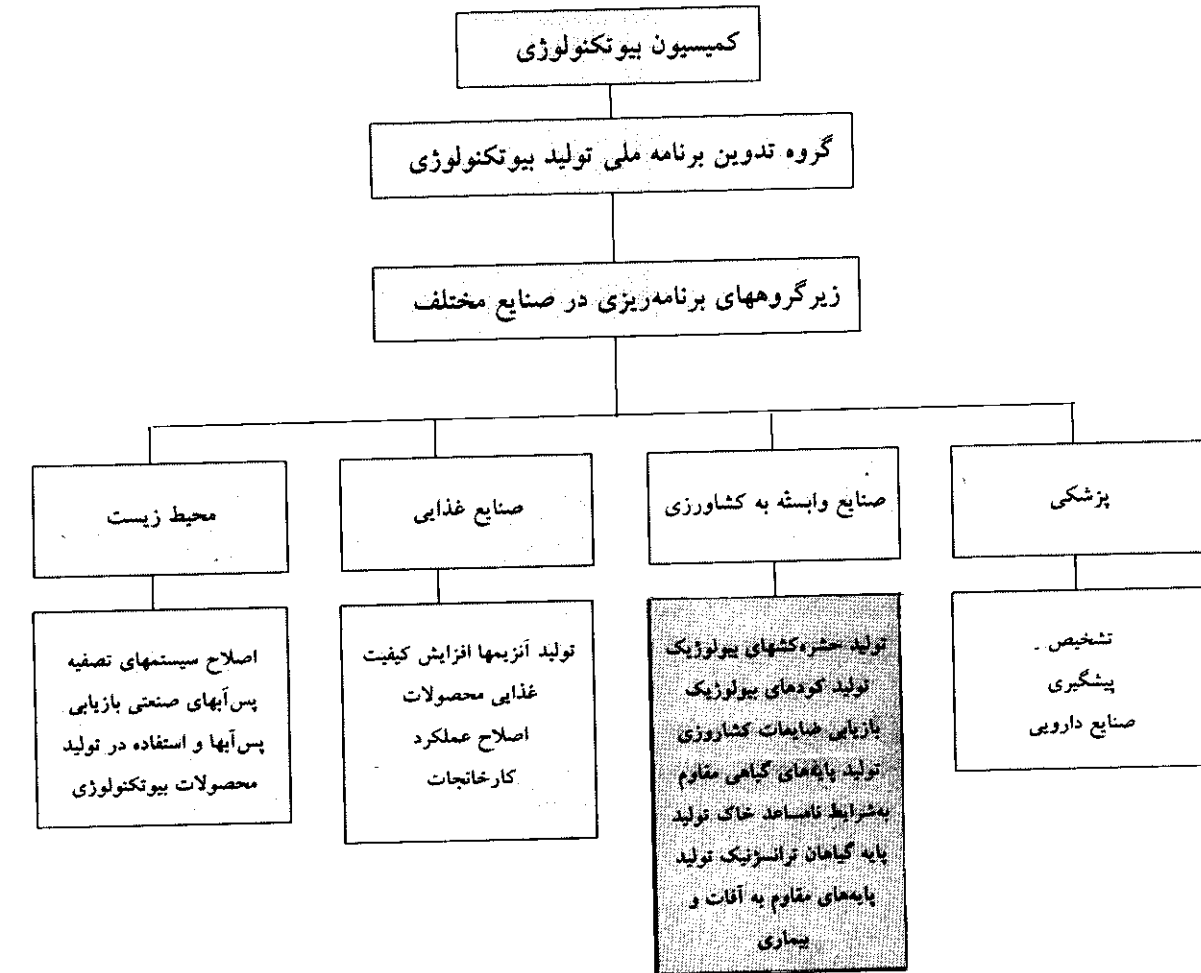 کمیسیون بیوتکنولوژی
گروه تدوین برنامه ملی تولید بیوتکنولوژی
زیرگروههای برنامه‌ریزی در صنایع مختلف
پزشکی
صنایع وابسته به کشاورزی
صنایع غذایی
محیط زیست
تشخیص -
پیشگیری
صنایع دارویی
تولید حشره‌کشهای بیولوژیک
تولید کودهای بیولوژیک
بازیابی ضایعات کشاروزی
تولید پایه‌های گیاهی مقاوم
به‌شرایط نامساعد خاک تولید
پایه گیاهان ترانسژنیک تولید
پایه‌های مقاوم به آفات و
بیماری
تولید آنزیمها افزایش کیفیت
غذایی محصولات
اصلاح عملکرد
کارخانجات
اصلاح سیستمهای تصفیه
پس‌آبهای صنعتی بازیابی
پس‌آبها و استفاده در تولید
محصولات بیوتکنولوژی